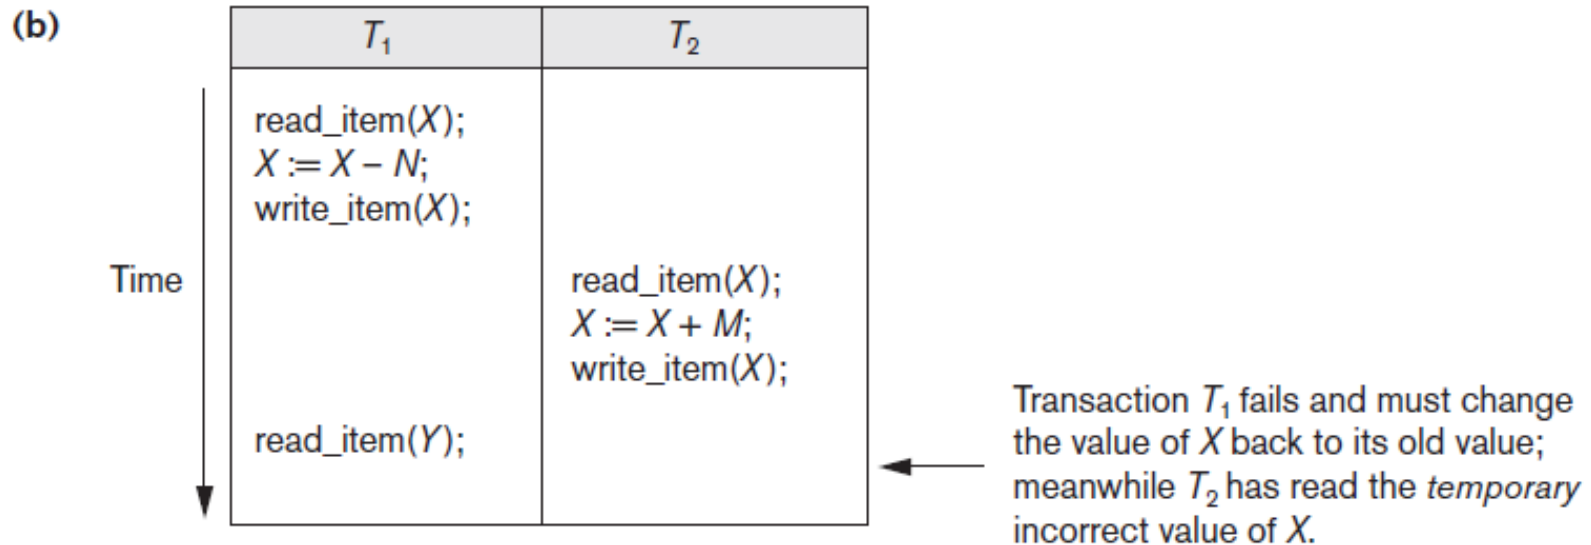 (b)
T₁ T₂
read_item(X);
X := X – N;
write_item(X);
Time
read_item(X);
X := X + M;
write_item(X);
read_item(Y);
Transaction T₁ fails and must change
the value of X back to its old value;
meanwhile T₂ has read the temporary
incorrect value of X.